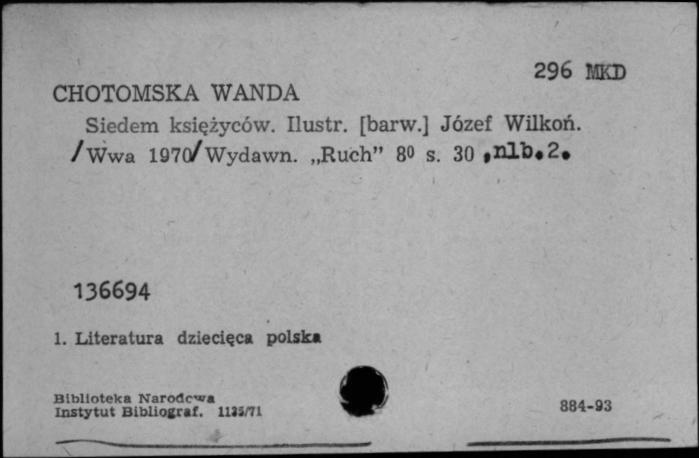 296 MKD
CHOTOMSKA WANDA
Siedem księżyców. Ilustr. [barw.] Józef Wilkoń.
/Wwa 1970/ Wydawn. „Ruch” 8⁰ s. 30, nlb. 2.
136694
1. Literatura dziecięca polska
Biblioteka Narodowa
Instytut Bibliograf. 1135/71
884-93